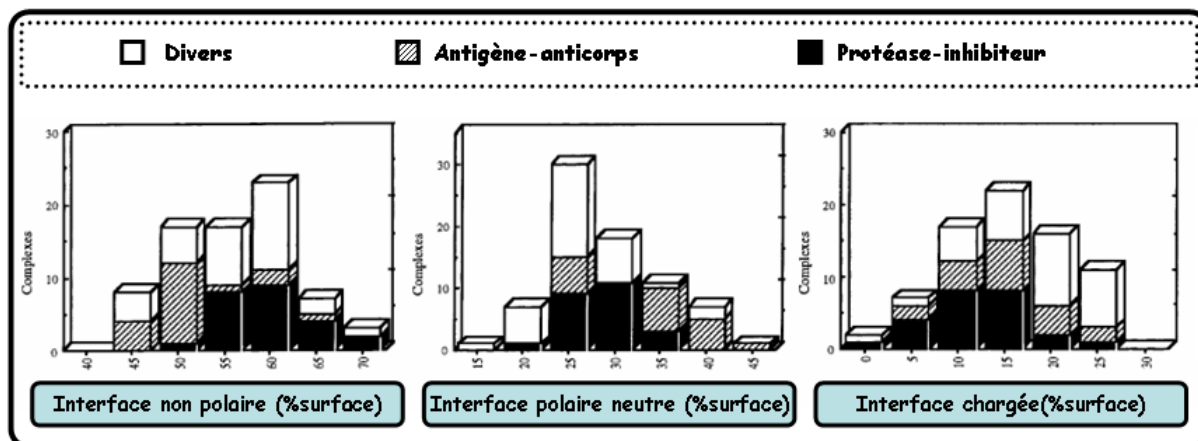 Divers Antigène-anticorps Protéase-inhibiteur
Complexes
30
20
10
0
40 45 50 55 60 65 70
Interface non polaire (%surface)
Complexes
30
20
10
0
15 20 25 30 35 40 45
Interface polaire neutre (%surface)
Complexes
30
20
10
0
0 5 10 15 20 25 30
Interface chargée(%surface)